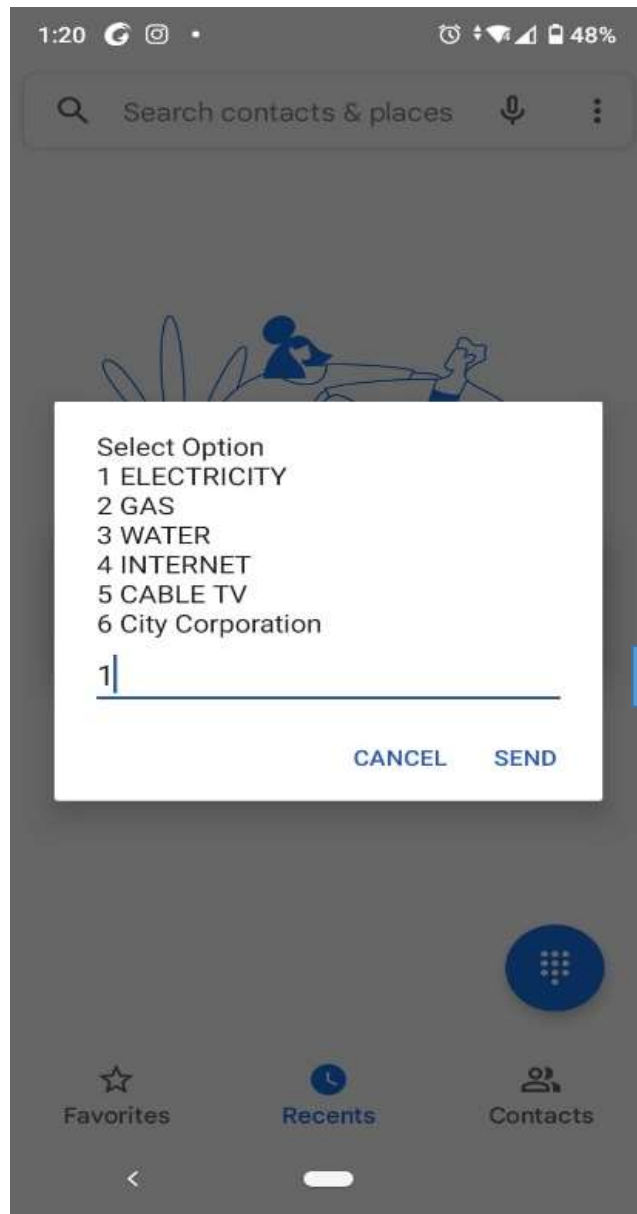 1:20
48%
Search contacts & places
Select Option
1 ELECTRICITY
2 GAS
3 WATER
4 INTERNET
5 CABLE TV
6 City Corporation
1
CANCEL SEND
Favorites Recents Contacts